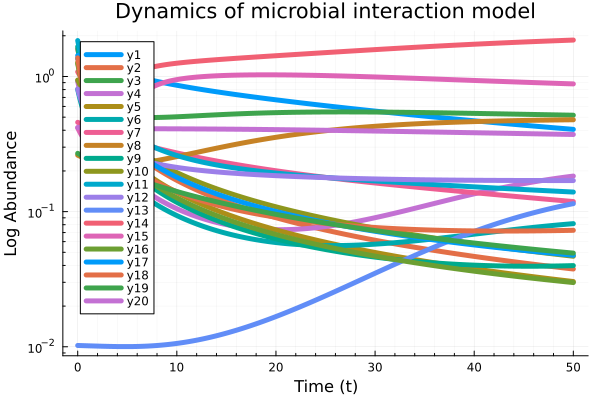 Dynamics of microbial interaction model
Log Abundance
10⁰
10⁻¹
10⁻²
y1
y2
y3
y4
y5
y6
y7
y8
y9
y10
y11
y12
y13
y14
y15
y16
y17
y18
y19
y20
0 10 20 30 40 50
Time (t)